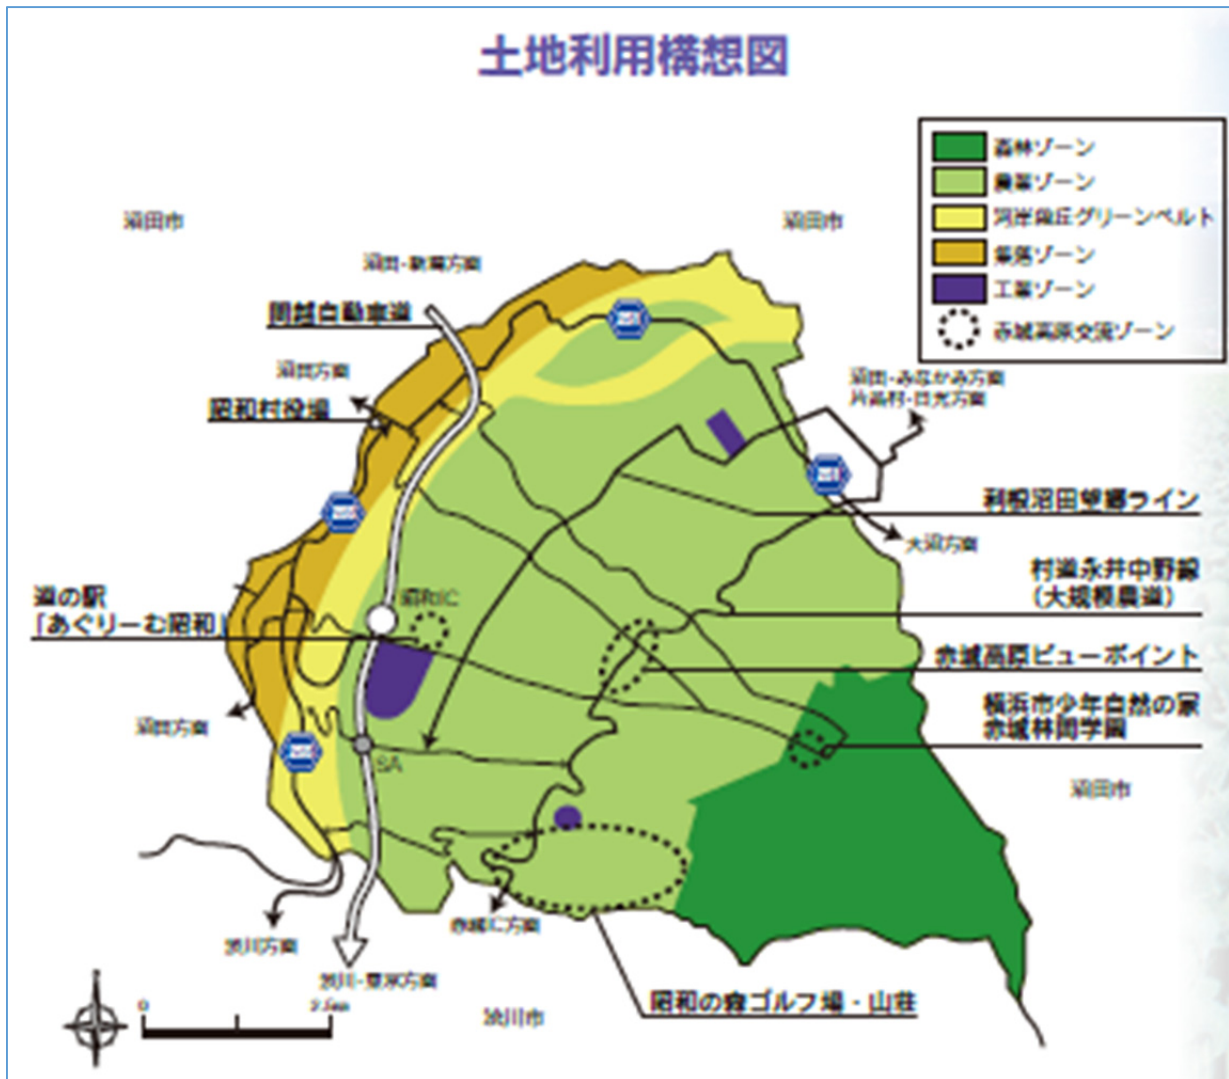 土地利用構想図
森林ゾーン
農業ゾーン
河岸段丘グリーンベルト
集落ゾーン
工業ゾーン
赤城高原交流ゾーン
沼田市
沼田市
沼田・新潟方面
関越自動車道
沼田方面
昭和村役場
沼田・みなかみ方面
片品村・日光方面
利根沼田望郷ライン
大沼方面
村道永井中野線
(大規模農道)
道の駅
「あぐりーむ昭和」
昭和IC
赤城高原ビューポイント
横浜市少年自然の家
赤城林間学園
沼田方面
SA
沼田市
赤城IC方面
渋川方面
渋川・東京方面
渋川市
昭和の森ゴルフ場・山荘
0
2.5km